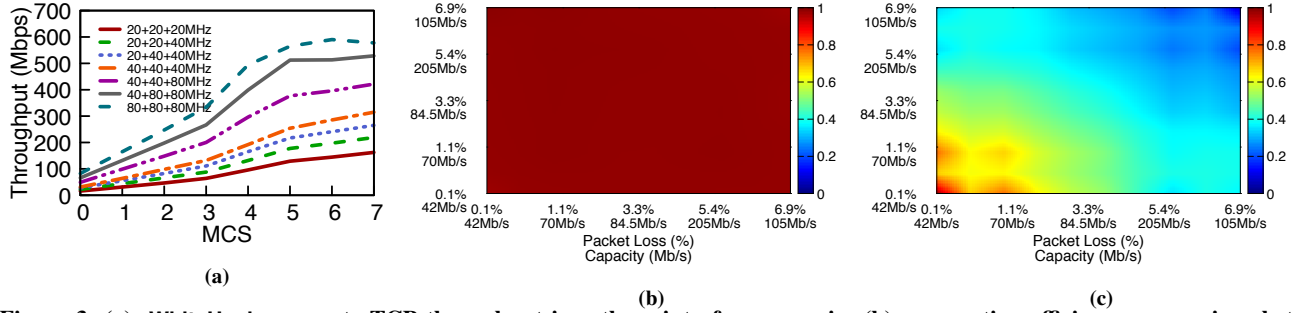 Throughput (Mbps)
700
600
500
400
300
200
100
0
20+20+20MHz
20+20+40MHz
20+40+40MHz
40+40+40MHz
40+40+80MHz
40+80+80MHz
80+80+80MHz
0 1 2 3 4 5 6 7
MCS
(a)
6.9%
105Mb/s
5.4%
205Mb/s
3.3%
84.5Mb/s
1.1%
70Mb/s
0.1%
42Mb/s
0.1% 1.1% 3.3% 5.4% 6.9%
42Mb/s 70Mb/s 84.5Mb/s 205Mb/s 105Mb/s
Packet Loss (%)
Capacity (Mb/s)
1
0.8
0.6
0.4
0.2
0
(b)
6.9%
105Mb/s
5.4%
205Mb/s
3.3%
84.5Mb/s
1.1%
70Mb/s
0.1%
42Mb/s
0.1% 1.1% 3.3% 5.4% 6.9%
42Mb/s 70Mb/s 84.5Mb/s 205Mb/s 105Mb/s
Packet Loss (%)
Capacity (Mb/s)
1
0.8
0.6
0.4
0.2
0
(c)